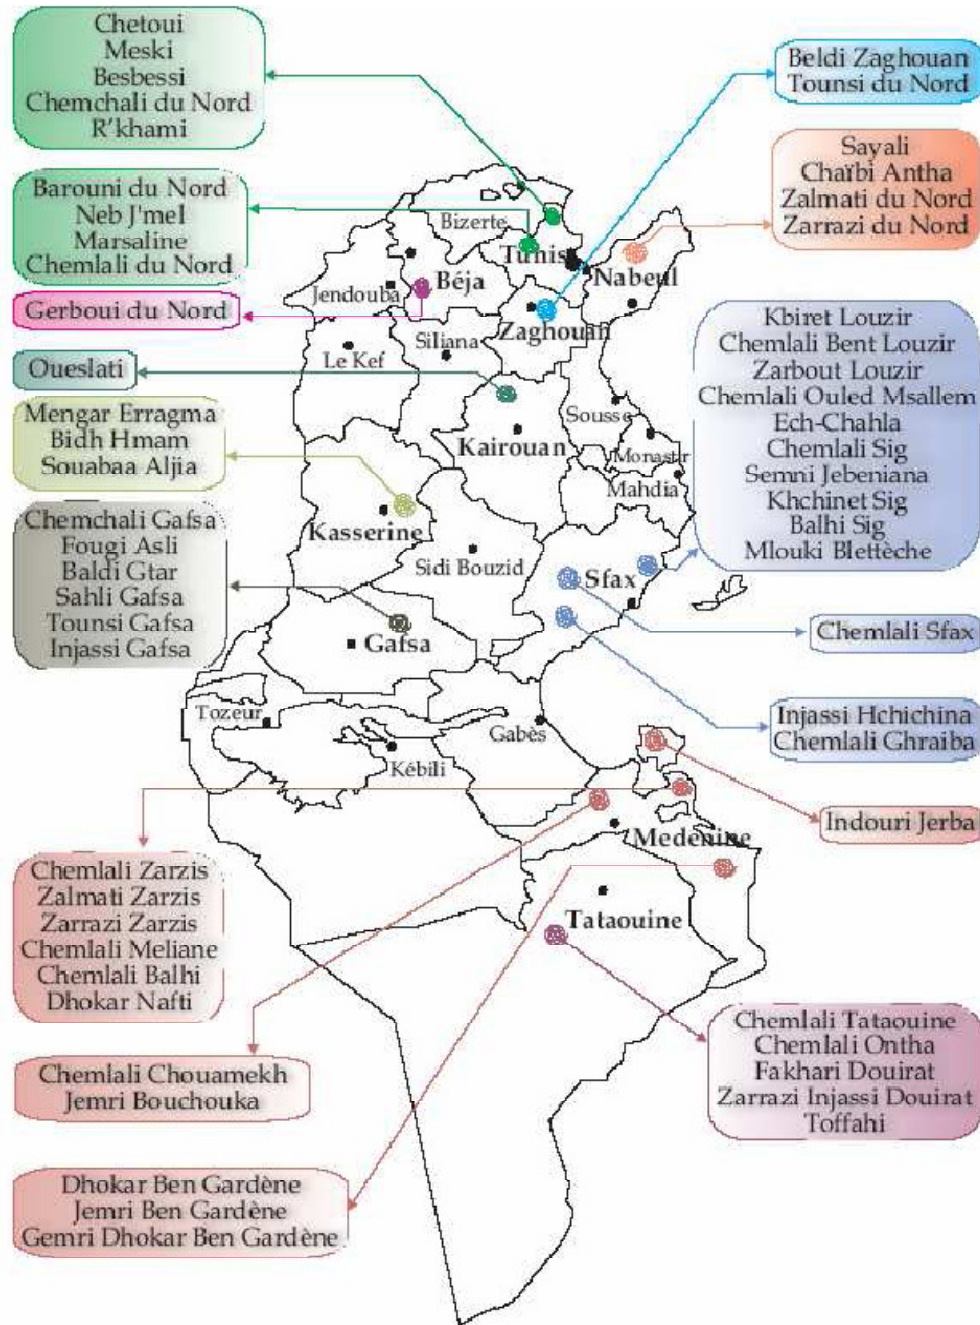 Chetoui
Meski
Besbessi
Chemchali du Nord
R'khami
Beldi Zaghouan
Tounsi du Nord
Sayali
Chaïbi Antha
Zalmati du Nord
Zarrazi du Nord
Barouni du Nord
Neb J'mel
Marsaline
Chemlali du Nord
Gerboui du Nord
Oueslati
Mengar Erragma
Bidh Hmam
Souabaa Aljia
Chemchali Gafsa
Fougi Asli
Baldi Gtar
Sahli Gafsa
Tounsi Gafsa
Injassi Gafsa
Bizerte
Tunis
Nabeul
Béja
Jendouba
Zaghouan
Siliana
Le Kef
Sousse
Kairouan
Monastir
Mahdia
Kasserine
Sidi Bouzid
Sfax
Gafsa
Tozeur
Gabès
Kébili
Medenine
Tataouine
Kbiret Louzir
Chemlali Bent Louzir
Zarbout Louzir
Chemlali Ouled Msallem
Ech-Chahla
Chemlali Sig
Semni Jebeniana
Khchinet Sig
Balhi Sig
Mlouki Blettèche
Chemlali Sfax
Injassi Hchichina
Chemlali Ghraiba
Indouri Jerba
Chemlali Zarzis
Zalmati Zarzis
Zarrazi Zarzis
Chemlali Meliane
Chemlali Balhi
Dhokar Nafti
Chemlali Chouamekh
Jemri Bouchouka
Dhokar Ben Gardène
Jemri Ben Gardène
Gemri Dhokar Ben Gardène
Chemlali Tataouine
Chemlali Ontha
Fakhari Douirat
Zarrazi Injassi Douirat
Toffahi